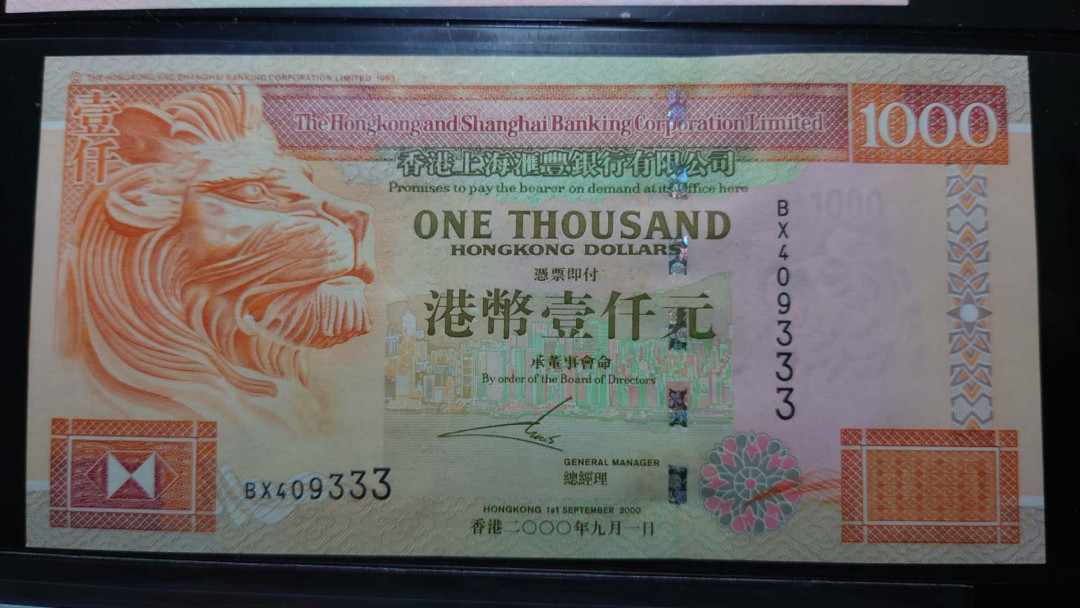 © THE HONGKONG AND SHANGHAI BANKING CORPORATION LIMITED 1993
壹仟
The Hongkong and Shanghai Banking Corporation Limited
1000
香港上海滙豐銀行有限公司
Promises to pay the bearer on demand at its Office here
ONE THOUSAND
HONGKONG DOLLARS
憑票即付
港幣壹仟元
1000
BX409333
承董事會命
By order of the Board of Directors
GENERAL MANAGER
總經理
BX409333
HONGKONG 1st SEPTEMBER 2000
香港二〇〇〇年九月一日